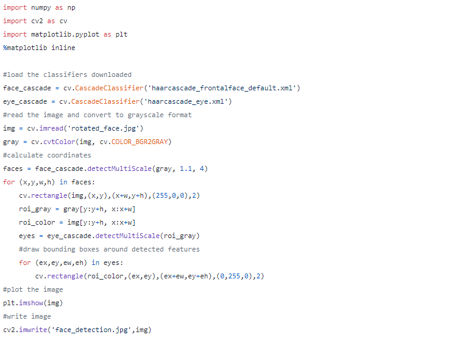 import numpy as np
import cv2 as cv
import matplotlib.pyplot as plt
%matplotlib inline

#load the classifiers downloaded
face_cascade = cv.CascadeClassifier('haarcascade_frontalface_default.xml')
eye_cascade = cv.CascadeClassifier('haarcascade_eye.xml')
#read the image and convert to grayscale format
img = cv.imread('rotated_face.jpg')
gray = cv.cvtColor(img, cv.COLOR_BGR2GRAY)
#calculate coordinates
faces = face_cascade.detectMultiScale(gray, 1.1, 4)
for (x,y,w,h) in faces:
    cv.rectangle(img,(x,y),(x+w,y+h),(255,0,0),2)
    roi_gray = gray[y:y+h, x:x+w]
    roi_color = img[y:y+h, x:x+w]
    eyes = eye_cascade.detectMultiScale(roi_gray)
    #draw bounding boxes around detected features
    for (ex,ey,ew,eh) in eyes:
        cv.rectangle(roi_color,(ex,ey),(ex+ew,ey+eh),(0,255,0),2)
#plot the image
plt.imshow(img)
#write image
cv2.imwrite('face_detection.jpg',img)